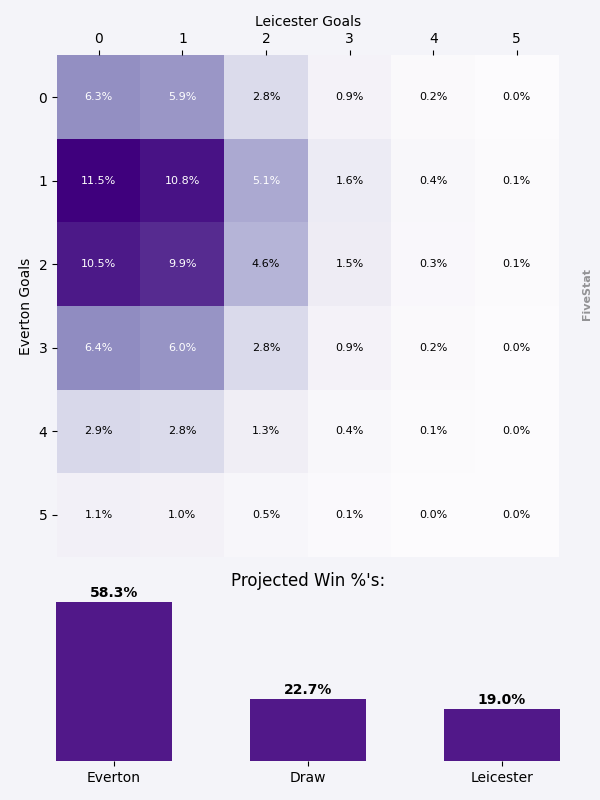 Leicester Goals
0 1 2 3 4 5
0 6.3% 5.9% 2.8% 0.9% 0.2% 0.0%
1 11.5% 10.8% 5.1% 1.6% 0.4% 0.1%
2 10.5% 9.9% 4.6% 1.5% 0.3% 0.1%
3 6.4% 6.0% 2.8% 0.9% 0.2% 0.0%
4 2.9% 2.8% 1.3% 0.4% 0.1% 0.0%
5 1.1% 1.0% 0.5% 0.1% 0.0% 0.0%
Everton Goals
FiveStat
Projected Win %'s:
58.3% 22.7% 19.0%
Everton Draw Leicester